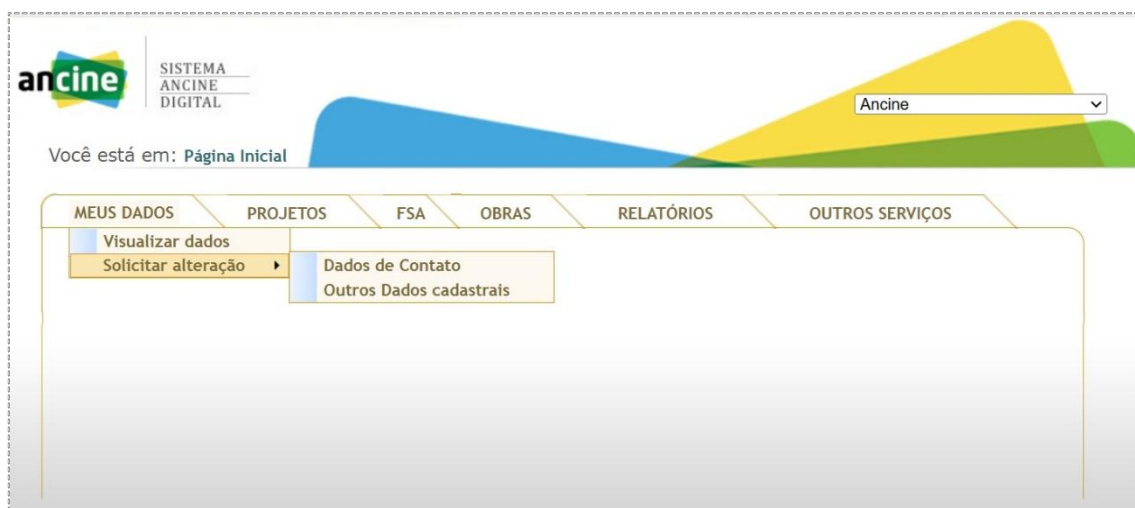 ancine
SISTEMA
ANCINE
DIGITAL
Ancine
Você está em: Página Inicial
MEUS DADOS PROJETOS FSA OBRAS RELATÓRIOS OUTROS SERVIÇOS
Visualizar dados
Solicitar alteração
Dados de Contato
Outros Dados cadastrais